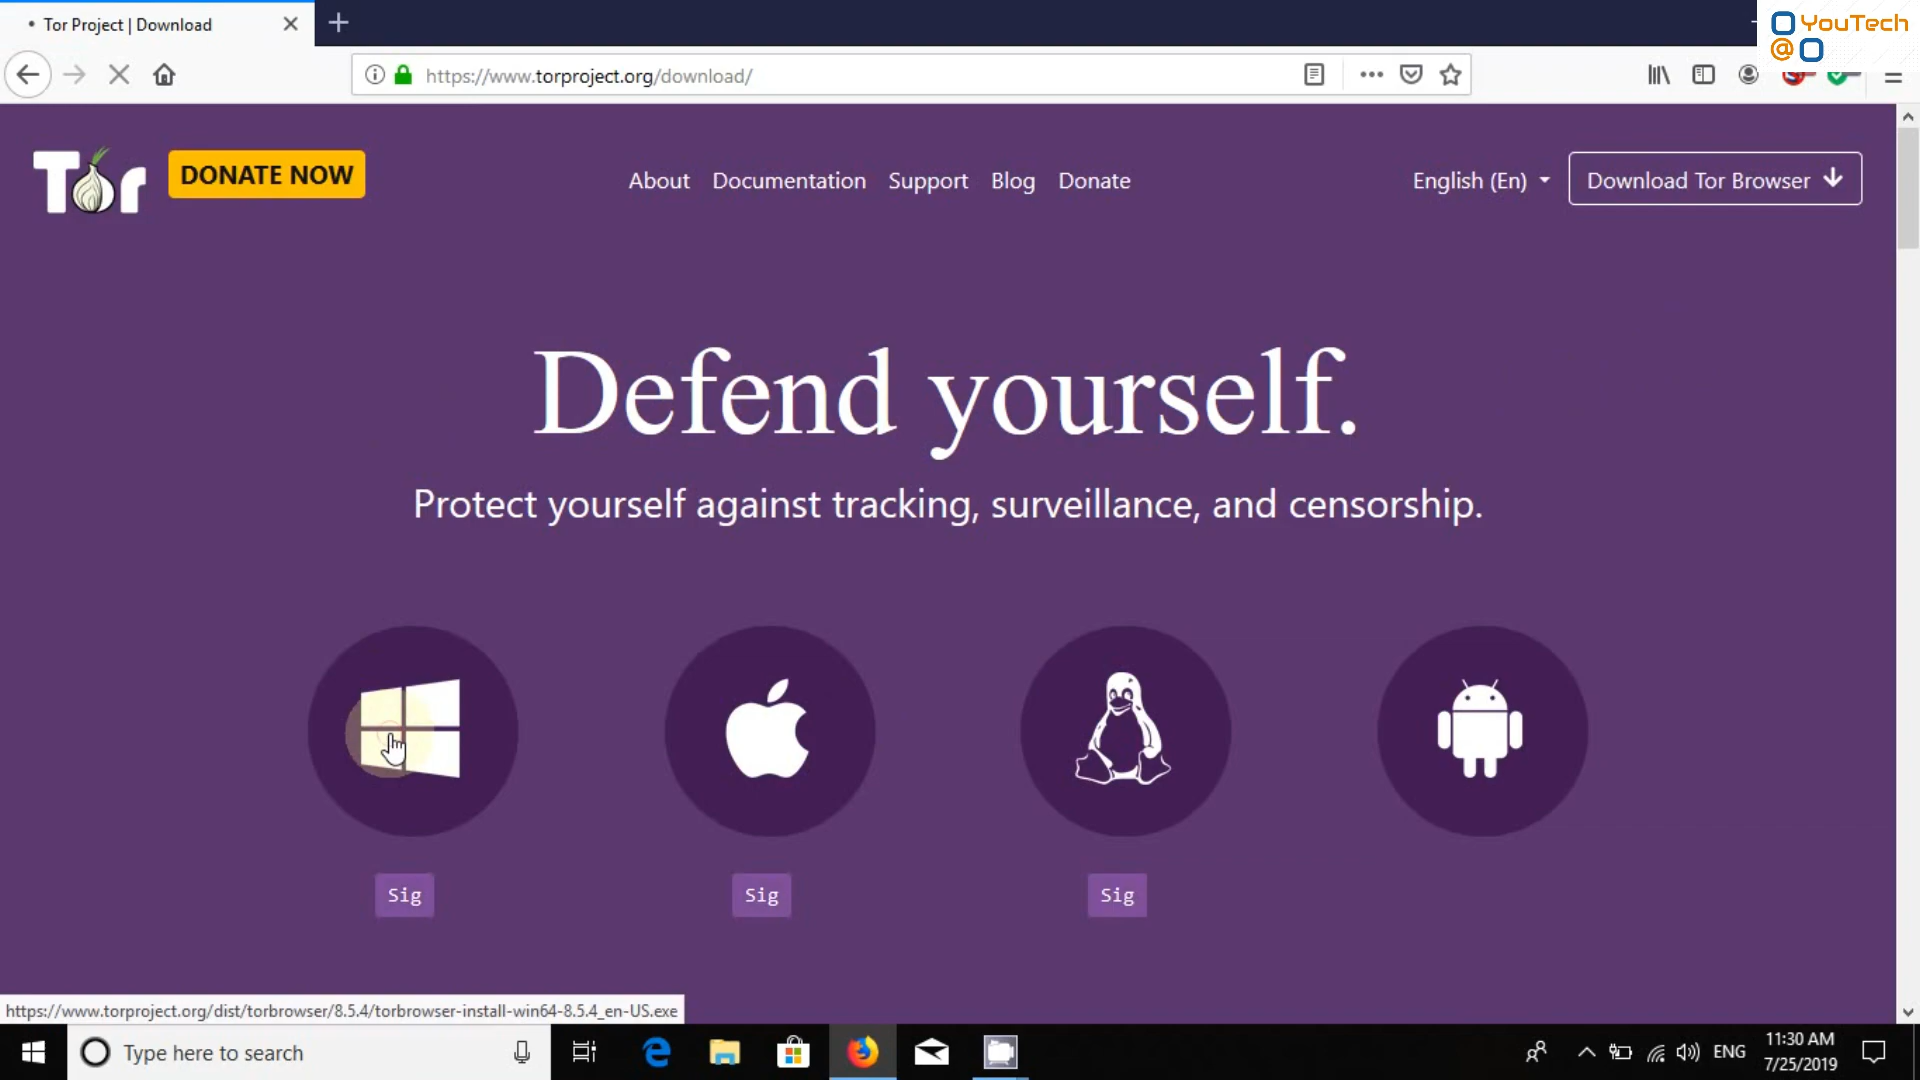 Tor Project | Download
YouTech
@
https://www.torproject.org/download/
Tor
DONATE NOW
About
Documentation
Support
Blog
Donate
English (En)
Download Tor Browser
Defend yourself.
Protect yourself against tracking, surveillance, and censorship.
Sig
Sig
Sig
https://www.torproject.org/dist/torbrowser/8.5.4/torbrowser-install-win64-8.5.4_en-US.exe
Type here to search
ENG
11:30 AM
7/25/2019